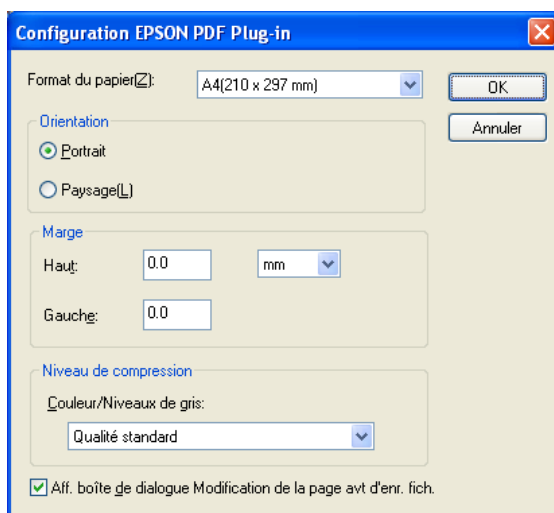 Configuration EPSON PDF Plug-in
Format du papier(Z):
A4(210 x 297 mm)
OK
Annuler
Orientation
Portrait
Paysage(L)
Marge
Haut:
0.0
mm
Gauche:
0.0
Niveau de compression
Couleur/Niveaux de gris:
Qualité standard
Aff. boîte de dialogue Modification de la page avt d'enr. fich.